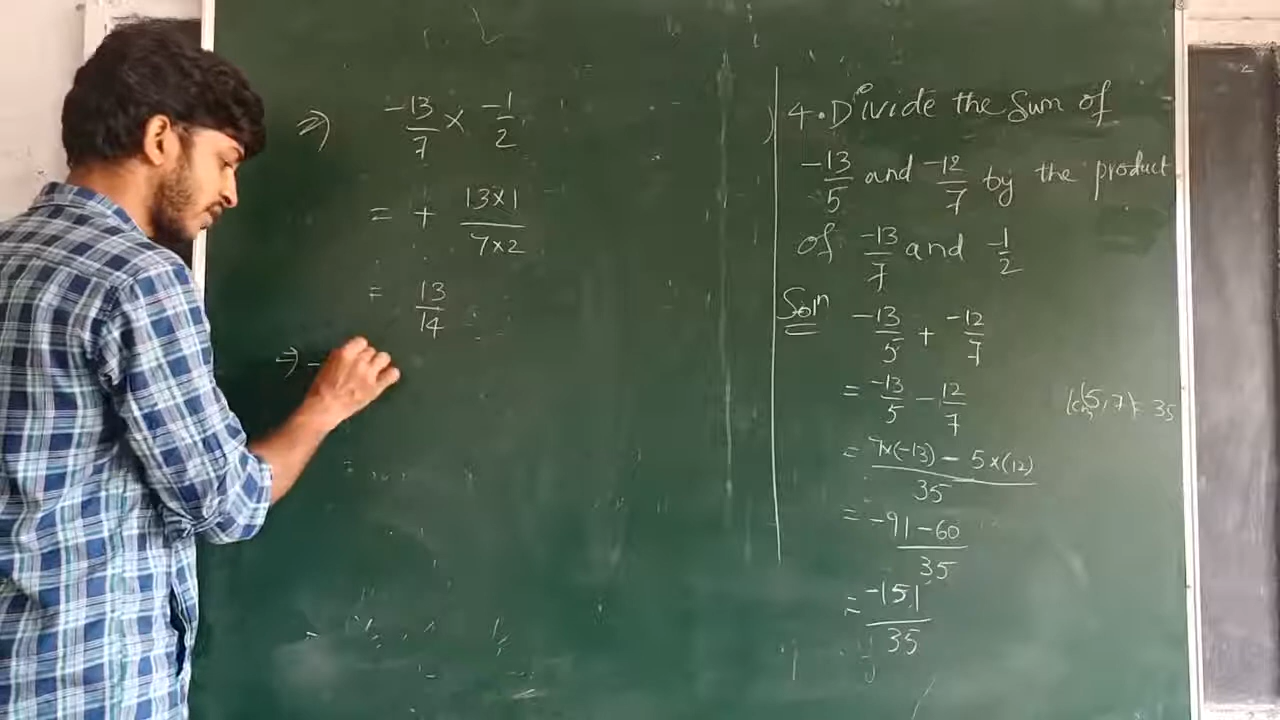 4. Divide the Sum of
-13/5 and -12/7 by the product
of -13/7 and -1/2
Soln -13/5 + -12/7
= -13/5 - 12/7
lcm(5,7) = 35
= 7×(-13) - 5×(12) / 35
= -91-60 / 35
= -151/35
⇒) -13/7 × -1/2
= + 13×1 / 7×2
= 13/14
⇒) -